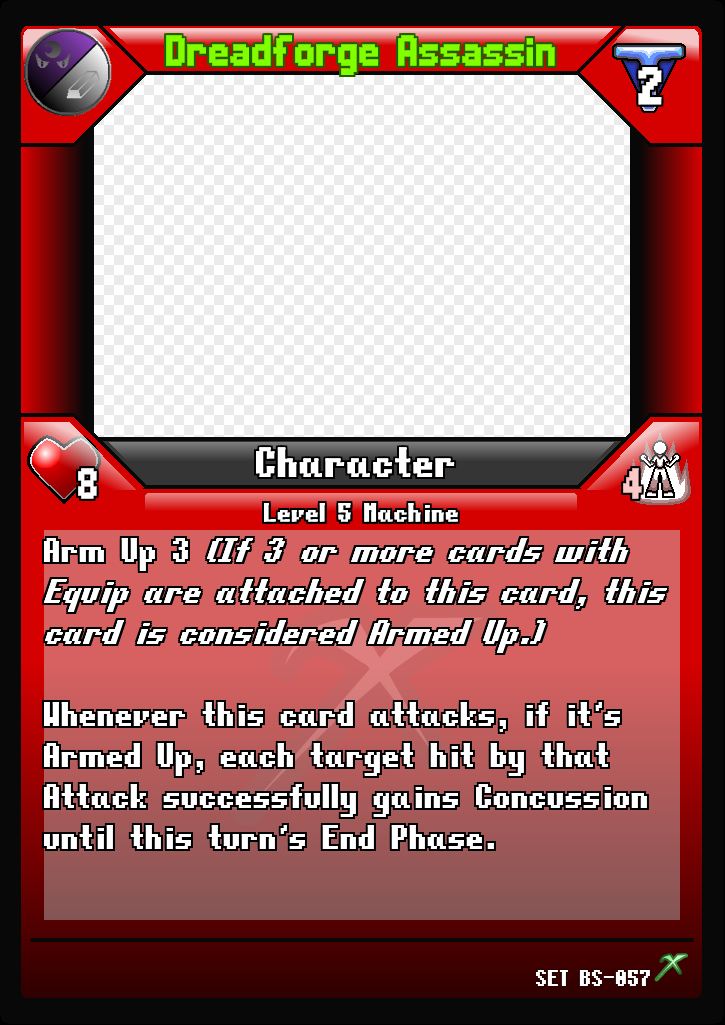 Dreadforge Assassin
2
Character
8
4
Level 5 Machine
Arm Up 3 (If 3 or more cards with
Equip are attached to this card, this
card is considered Armed Up.)
Whenever this card attacks, if it's
Armed Up, each target hit by that
Attack successfully gains Concussion
until this turn's End Phase.
SET BS-057